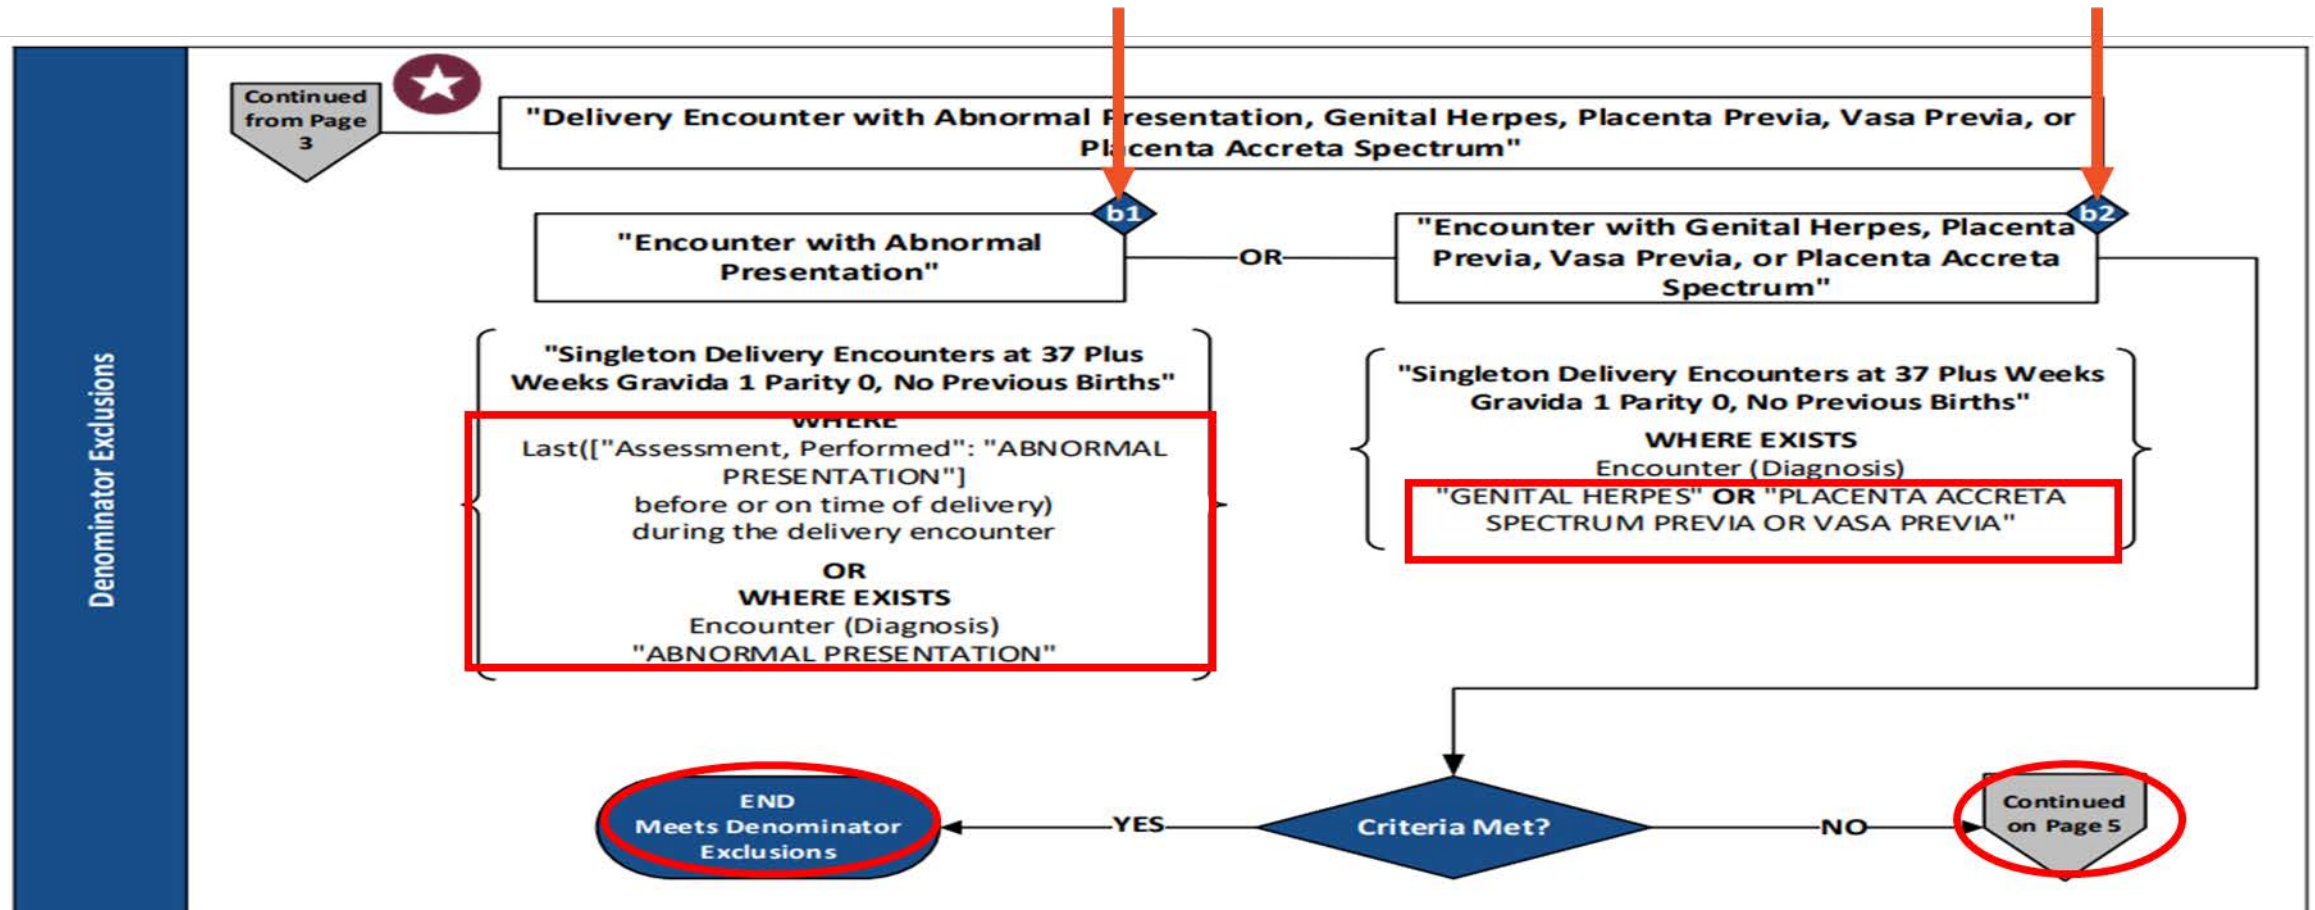 Denominator Exclusions
Continued
from Page
3
"Delivery Encounter with Abnormal Presentation, Genital Herpes, Placenta Previa, Vasa Previa, or
Placenta Accreta Spectrum"
b1
"Encounter with Abnormal
Presentation"
OR
b2
"Encounter with Genital Herpes, Placenta
Previa, Vasa Previa, or Placenta Accreta
Spectrum"
"Singleton Delivery Encounters at 37 Plus
Weeks Gravida 1 Parity 0, No Previous Births"
WHERE
Last(["Assessment, Performed": "ABNORMAL
PRESENTATION"]
before or on time of delivery)
during the delivery encounter
OR
WHERE EXISTS
Encounter (Diagnosis)
"ABNORMAL PRESENTATION"
"Singleton Delivery Encounters at 37 Plus Weeks
Gravida 1 Parity 0, No Previous Births"
WHERE EXISTS
Encounter (Diagnosis)
"GENITAL HERPES" OR "PLACENTA ACCRETA
SPECTRUM PREVIA OR VASA PREVIA"
END
Meets Denominator
Exclusions
YES
Criteria Met?
NO
Continued
on Page 5